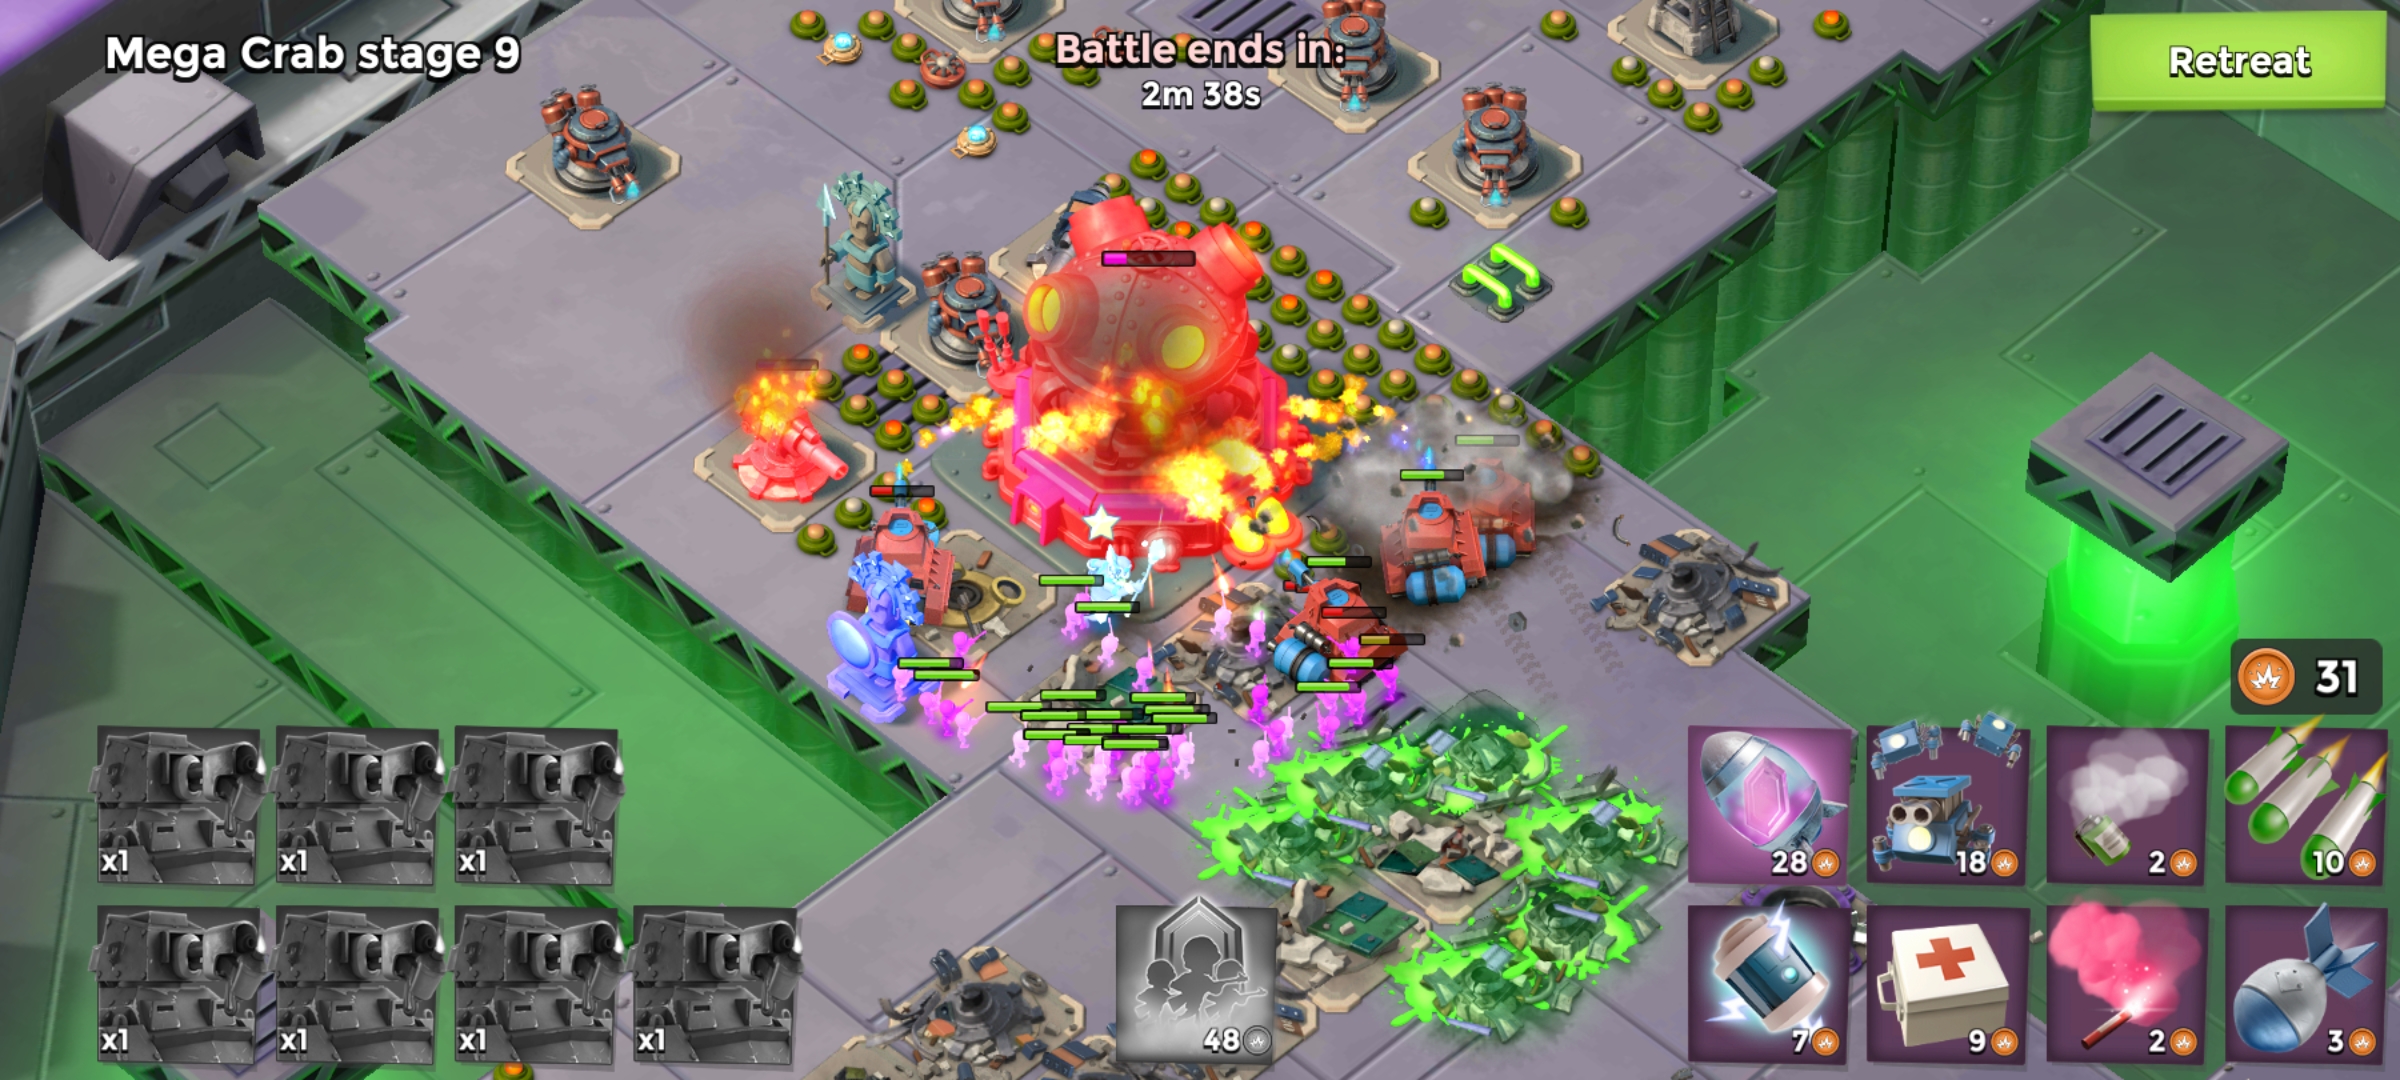 Mega Crab stage 9
Battle ends in:
2m 38s
Retreat
31
x1
x1
x1
28
18
2
10
x1
x1
x1
x1
48
7
9
2
3